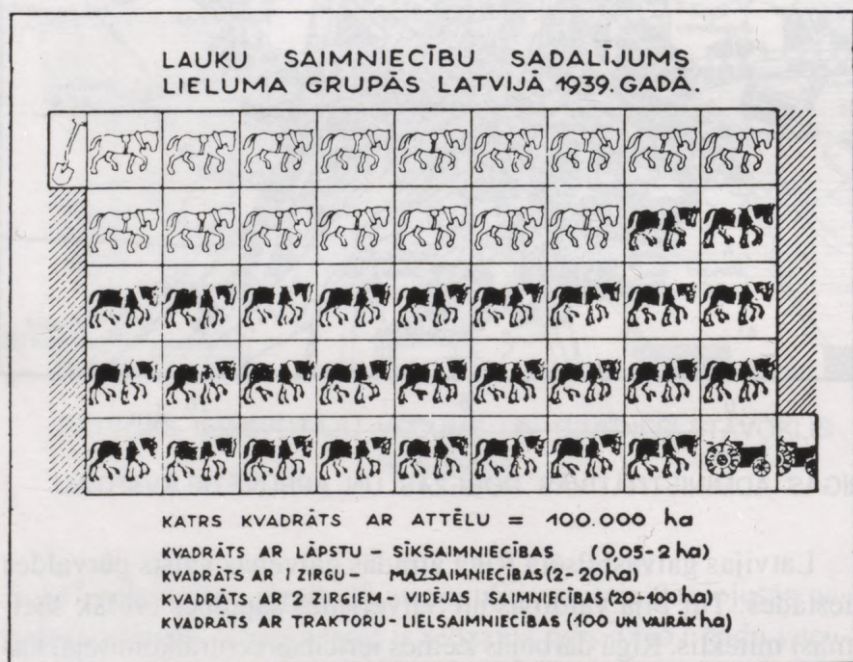 LAUKU SAIMNIECĪBU SADALĪJUMS
LIELUMA GRUPĀS LATVIJĀ 1939. GADĀ.
KATRS KVADRĀTS AR ATTĒLU = 100.000 ha
KVADRĀTS AR LĀPSTU – SĪKSAIMNIECĪBAS (0,05-2 ha)
KVADRĀTS AR 1 ZIRGU – MAZSAIMNIECĪBAS (2-20 ha)
KVADRĀTS AR 2 ZIRGIEM – VIDĒJAS SAIMNIECĪBAS (20-100 ha)
KVADRĀTS AR TRAKTORU – LIELSAIMNIECĪBAS (100 UN VAIRĀK ha)